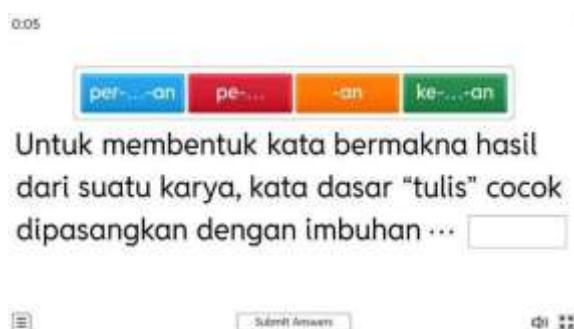 0:05
per-...-an pe-... -an ke-...-an
Untuk membentuk kata bermakna hasil
dari suatu karya, kata dasar “tulis” cocok
dipasangkan dengan imbuhan ...
Submit Answers